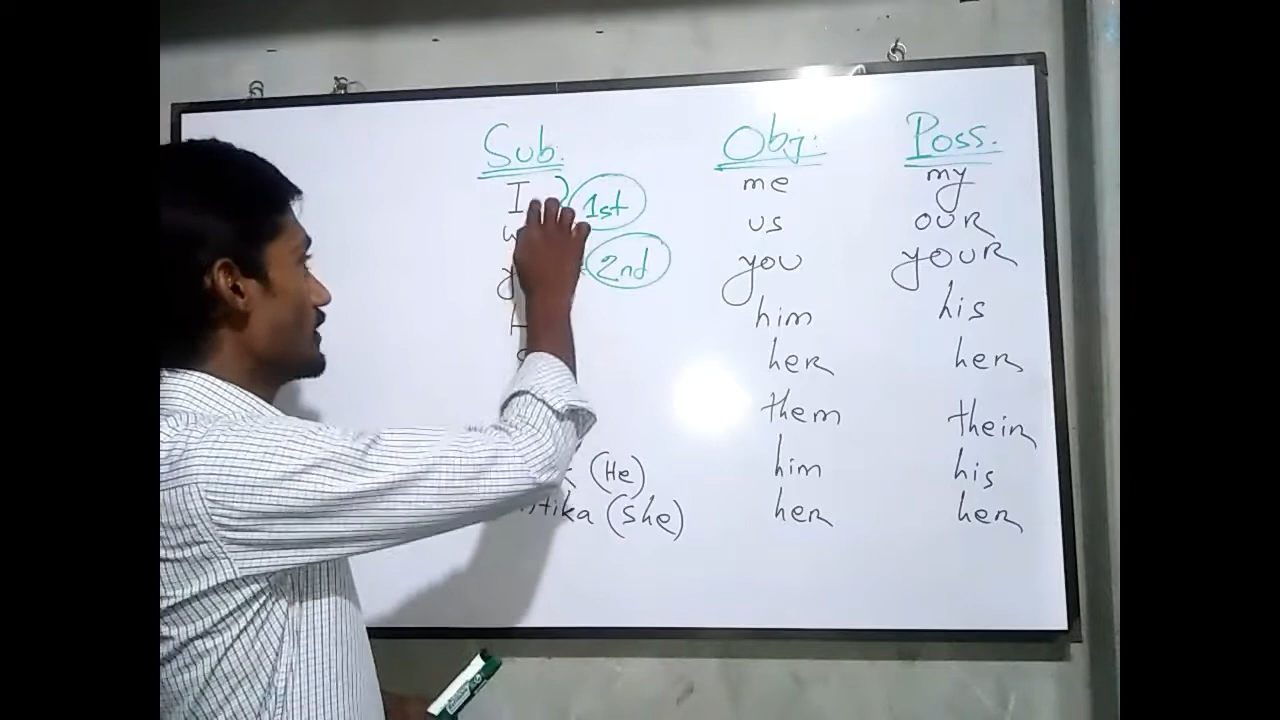 Sub: Obj: Poss.
I 1st me my
us our
2nd you your
him his
her her
them their
(He) him his
(She) her her